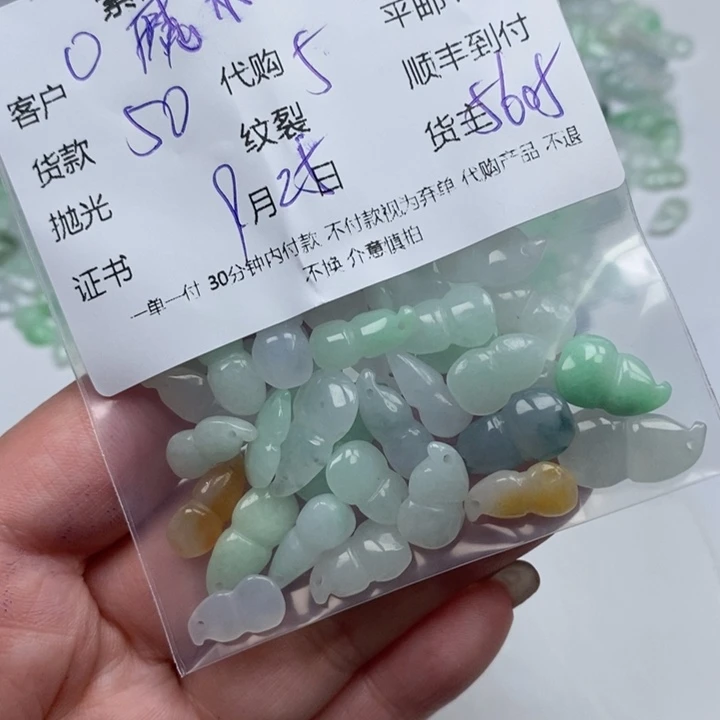 客户 0
平邮
货款 50 代购 5 顺丰到付
抛光 纹裂 货主 5605
证书 9月25日
一单一付 30分钟内付款 不付款视为弃单 代购产品 不退
不换 介意慎拍